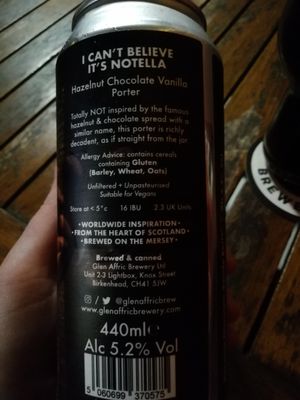 I CAN'T BELIEVE
IT'S NOTELLA
Hazelnut Chocolate Vanilla
Porter
Totally NOT inspired by the famous
hazelnut & chocolate spread with a
similar name, this porter is richly
decadent, as if straight from the jar
Allergy Advice: contains cereals
containing Gluten
(Barley, Wheat, Oats)
Unfiltered + Unpasteurised
Suitable for Vegans
Store at <5°c 16 IBU 2.3 UK Units
• WORLDWIDE INSPIRATION •
• FROM THE HEART OF SCOTLAND •
• BREWED ON THE MERSEY •
Brewed & canned
Glen Affric Brewery Ltd
Unit 2-3 Lightbox, Knox Street
Birkenhead, CH41 5JW
/ @glenaffricbrew
www.glenaffricbrewery.com
440ml℮
Alc 5.2% Vol
5 060699 370575
BREW